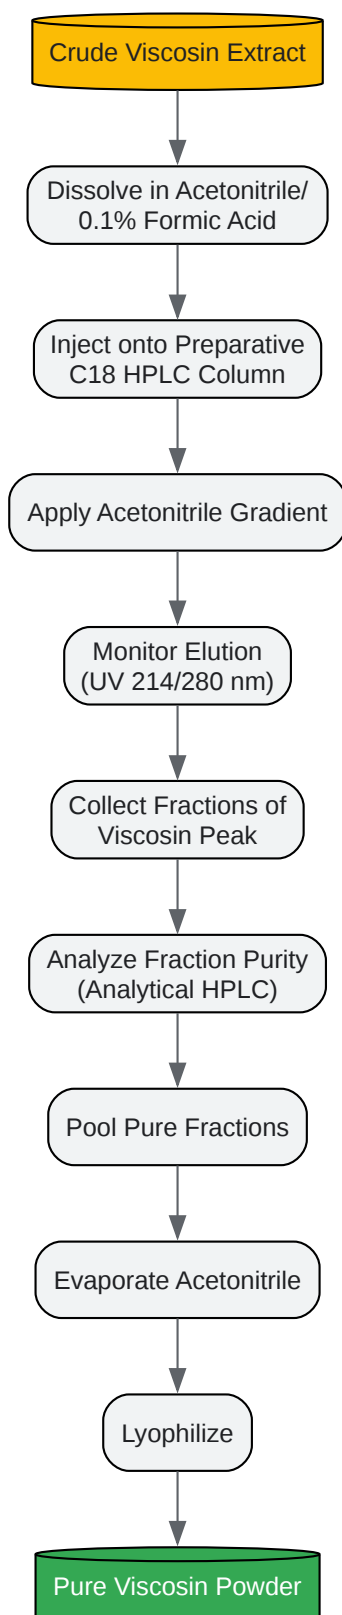 Crude Viscosin Extract
Dissolve in Acetonitrile/
0.1% Formic Acid
Inject onto Preparative
C18 HPLC Column
Apply Acetonitrile Gradient
Monitor Elution
(UV 214/280 nm)
Collect Fractions of
Viscosin Peak
Analyze Fraction Purity
(Analytical HPLC)
Pool Pure Fractions
Evaporate Acetonitrile
Lyophilize
Pure Viscosin Powder